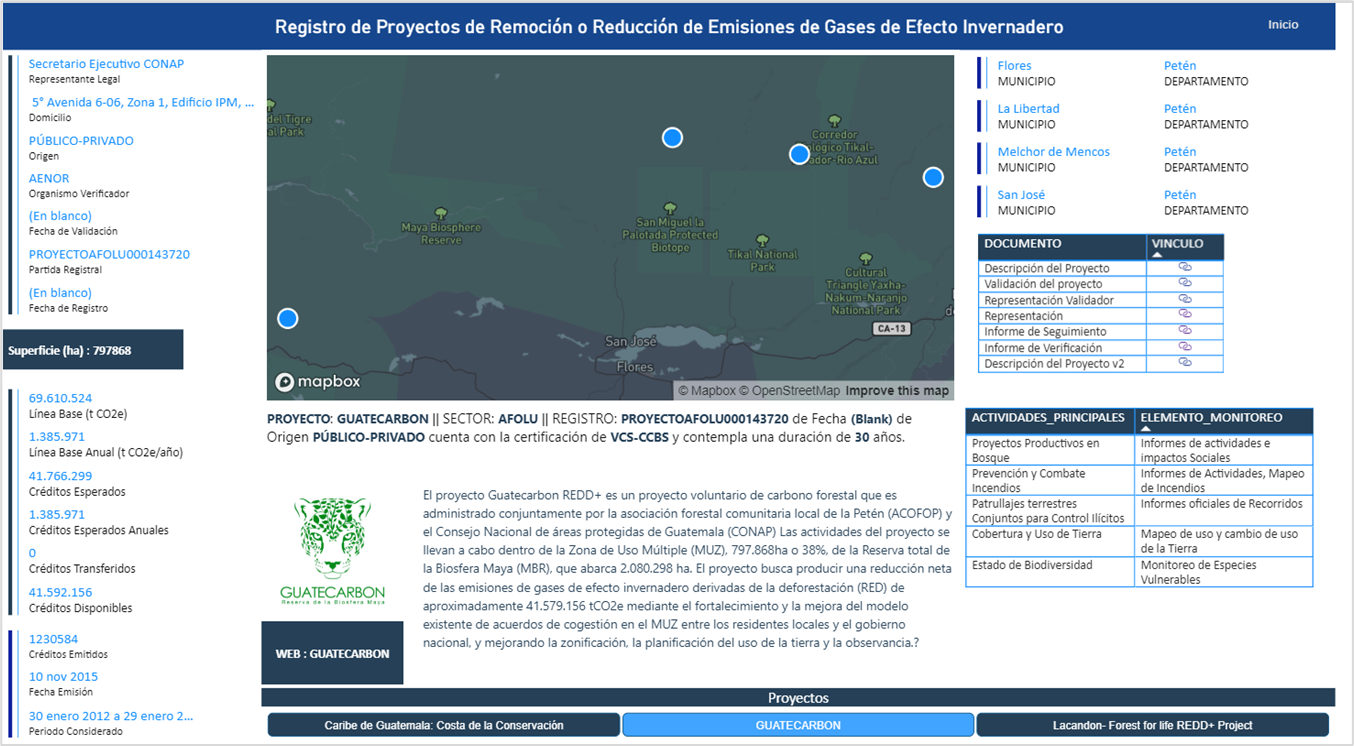 Registro de Proyectos de Remoción o Reducción de Emisiones de Gases de Efecto Invernadero
Inicio
Secretario Ejecutivo CONAP
Representante Legal
5° Avenida 6-06, Zona 1, Edificio IPM, ...
Domicilio
PÚBLICO-PRIVADO
Origen
AENOR
Organismo Verificador
(En blanco)
Fecha de Validación
PROYECTOAFOLU000143720
Partida Registral
(En blanco)
Fecha de Registro
Superficie (ha) : 797868
69.610.524
Línea Base (t CO2e)
1.385.971
Línea Base Anual (t CO2e/año)
41.766.299
Créditos Esperados
1.385.971
Créditos Esperados Anuales
0
Créditos Transferidos
41.592.156
Créditos Disponibles
1230584
Créditos Emitidos
10 nov 2015
Fecha Emisión
30 enero 2012 a 29 enero 2...
Periodo Considerado
del Tigre
al Park
Corredor
ológico Tikal-
ador-Rio Azul
Maya Biosphere
Reserve
San Miguel la
Palotada Protected
Biotope
Tikal National
Park
Cultural
Triangle Yaxha-
Nakum-Naranjo
National Park
CA-13
San José
Flores
mapbox
© Mapbox © OpenStreetMap Improve this map
PROYECTO: GUATECARBON || SECTOR: AFOLU || REGISTRO: PROYECTOAFOLU000143720 de Fecha (Blank) de
Origen PÚBLICO-PRIVADO cuenta con la certificación de VCS-CCBS y contempla una duración de 30 años.
GUATECARBON
Reserva de la Biosfera Maya
WEB : GUATECARBON
El proyecto Guatecarbon REDD+ es un proyecto voluntario de carbono forestal que es
administrado conjuntamente por la asociación forestal comunitaria local de la Petén (ACOFOP) y
el Consejo Nacional de áreas protegidas de Guatemala (CONAP) Las actividades del proyecto se
llevan a cabo dentro de la Zona de Uso Múltiple (MUZ), 797.868ha o 38%, de la Reserva total de
la Biosfera Maya (MBR), que abarca 2.080.298 ha. El proyecto busca producir una reducción neta
de las emisiones de gases de efecto invernadero derivadas de la deforestación (RED) de
aproximadamente 41.579.156 tCO2e mediante el fortalecimiento y la mejora del modelo
existente de acuerdos de cogestión en el MUZ entre los residentes locales y el gobierno
nacional, y mejorando la zonificación, la planificación del uso de la tierra y la observancia.?
Flores Petén
MUNICIPIO DEPARTAMENTO
La Libertad Petén
MUNICIPIO DEPARTAMENTO
Melchor de Mencos Petén
MUNICIPIO DEPARTAMENTO
San José Petén
MUNICIPIO DEPARTAMENTO
DOCUMENTO VINCULO
Descripción del Proyecto
Validación del proyecto
Representación Validador
Representación
Informe de Seguimiento
Informe de Verificación
Descripción del Proyecto v2
ACTIVIDADES_PRINCIPALES ELEMENTO_MONITOREO
Proyectos Productivos en Informes de actividades e
Bosque impactos Sociales
Prevención y Combate Informes de Actividades, Mapeo
Incendios de Incendios
Patrullajes terrestres Informes oficiales de Recorridos
Conjuntos para Control Ilícitos
Cobertura y Uso de Tierra Mapeo de uso y cambio de uso
de la Tierra
Estado de Biodiversidad Monitoreo de Especies
Vulnerables
Proyectos
Caribe de Guatemala: Costa de la Conservación
GUATECARBON
Lacandon- Forest for life REDD+ Project